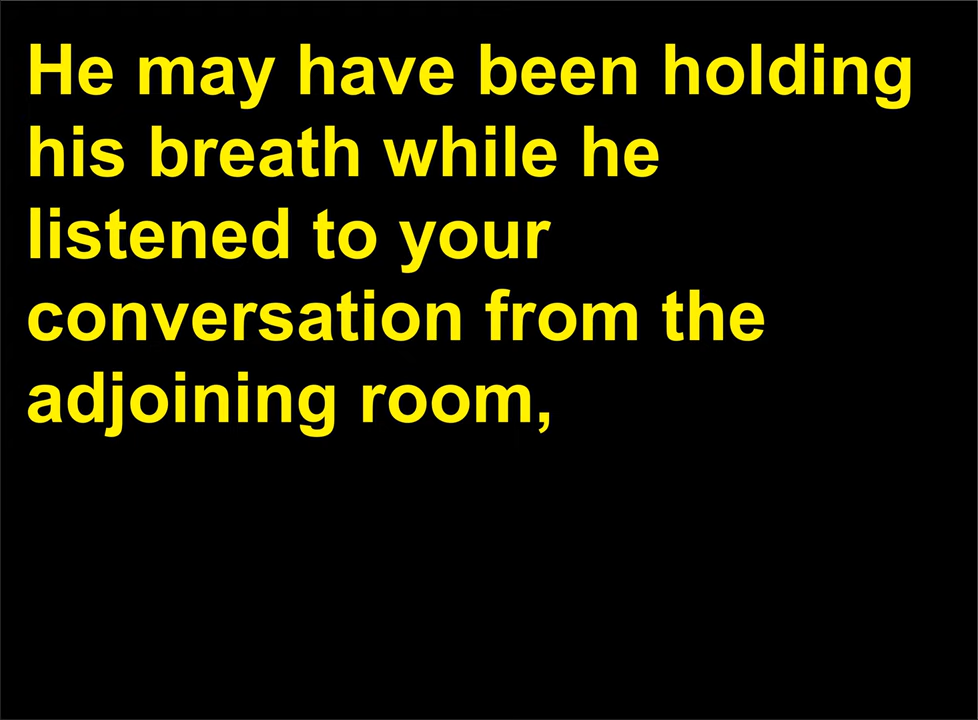 He may have been holding
his breath while he
listened to your
conversation from the
adjoining room,